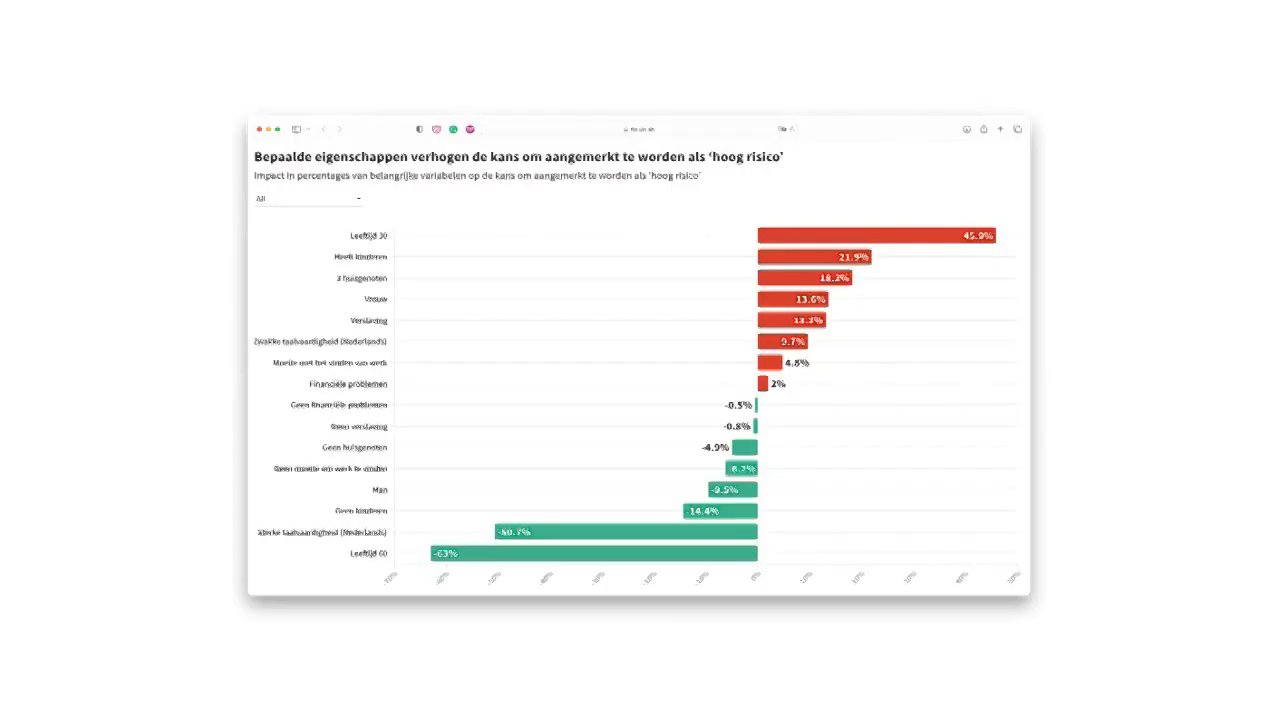 Bepaalde eigenschappen verhogen de kans om aangemerkt te worden als ‘hoog risico’
Impact in percentages van belangrijke variabelen op de kans om aangemerkt te worden als ‘hoog risico’
All
Leeftijd 30 45.9%
Heeft kinderen 21.9%
3 huisgenoten 18.2%
Vrouw 13.6%
Verslaving 13.2%
Zwakke taalvaardigheid (Nederlands) 9.7%
Moeite met het vinden van werk 4.8%
Financiële problemen 2%
Geen financiële problemen -0.5%
Geen verslaving -0.8%
Geen huisgenoten -4.9%
Geen moeite om werk te vinden
Man -9.5%
Geen kinderen -14.4%
Sterke taalvaardigheid (Nederlands) -50.7%
Leeftijd 60 -63%